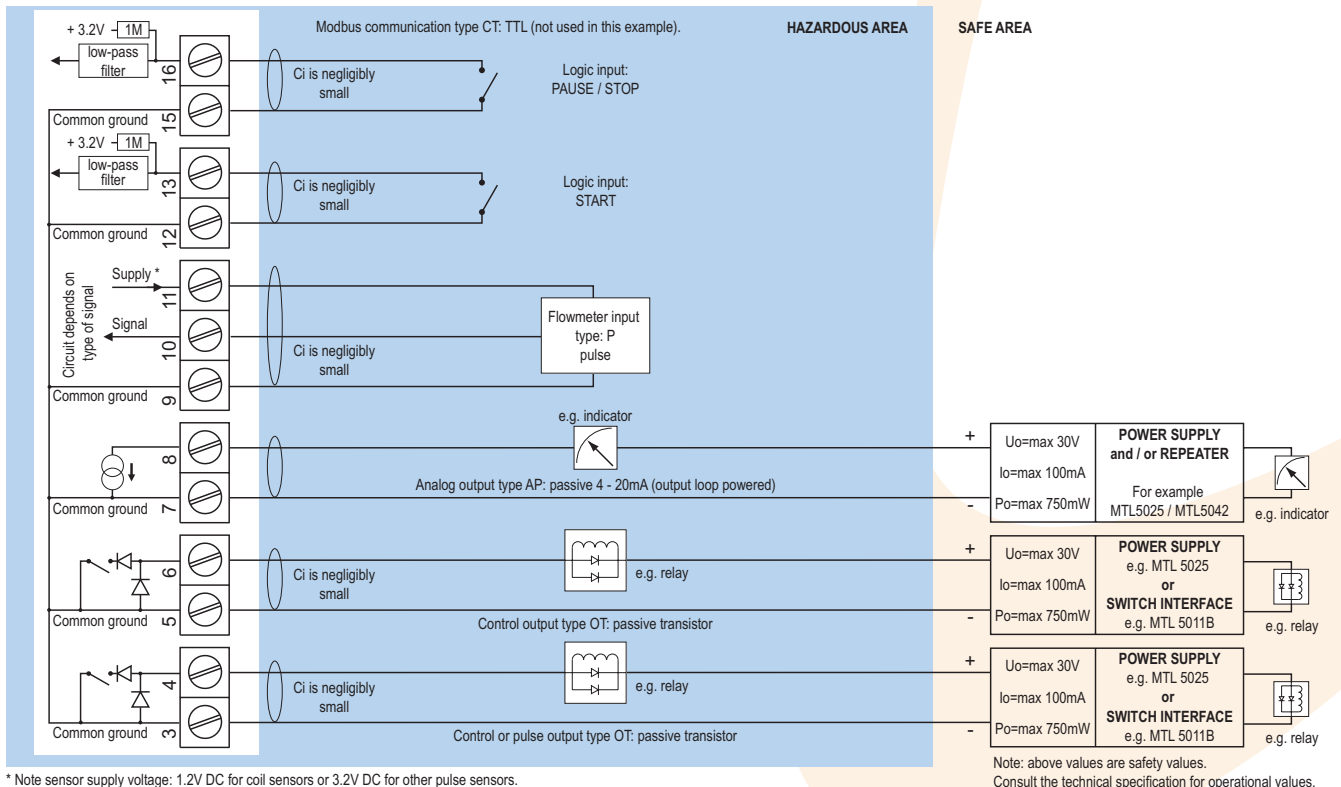 Modbus communication type CT: TTL (not used in this example).
HAZARDOUS AREA
SAFE AREA
+ 3.2V
1M
low-pass
filter
16
Ci is negligibly
small
Logic input:
PAUSE / STOP
Common ground
15
+ 3.2V
1M
low-pass
filter
13
Ci is negligibly
small
Logic input:
START
Common ground
12
Circuit depends on
type of signal
Supply *
11
Signal
10
Ci is negligibly
small
Flowmeter input
type: P
pulse
Common ground
9
e.g. indicator
8
Analog output type AP: passive 4 - 20mA (output loop powered)
Common ground
7
+
-
Uo=max 30V
Io=max 100mA
Po=max 750mW
POWER SUPPLY
and / or REPEATER
For example
MTL5025 / MTL5042
e.g. indicator
6
Ci is negligibly
small
e.g. relay
Common ground
5
Control output type OT: passive transistor
+
-
Uo=max 30V
Io=max 100mA
Po=max 750mW
POWER SUPPLY
e.g. MTL 5025
or
SWITCH INTERFACE
e.g. MTL 5011B
e.g. relay
4
Ci is negligibly
small
e.g. relay
Common ground
3
Control or pulse output type OT: passive transistor
+
-
Uo=max 30V
Io=max 100mA
Po=max 750mW
POWER SUPPLY
e.g. MTL 5025
or
SWITCH INTERFACE
e.g. MTL 5011B
e.g. relay
* Note sensor supply voltage: 1.2V DC for coil sensors or 3.2V DC for other pulse sensors.
Note: above values are safety values.
Consult the technical specification for operational values.